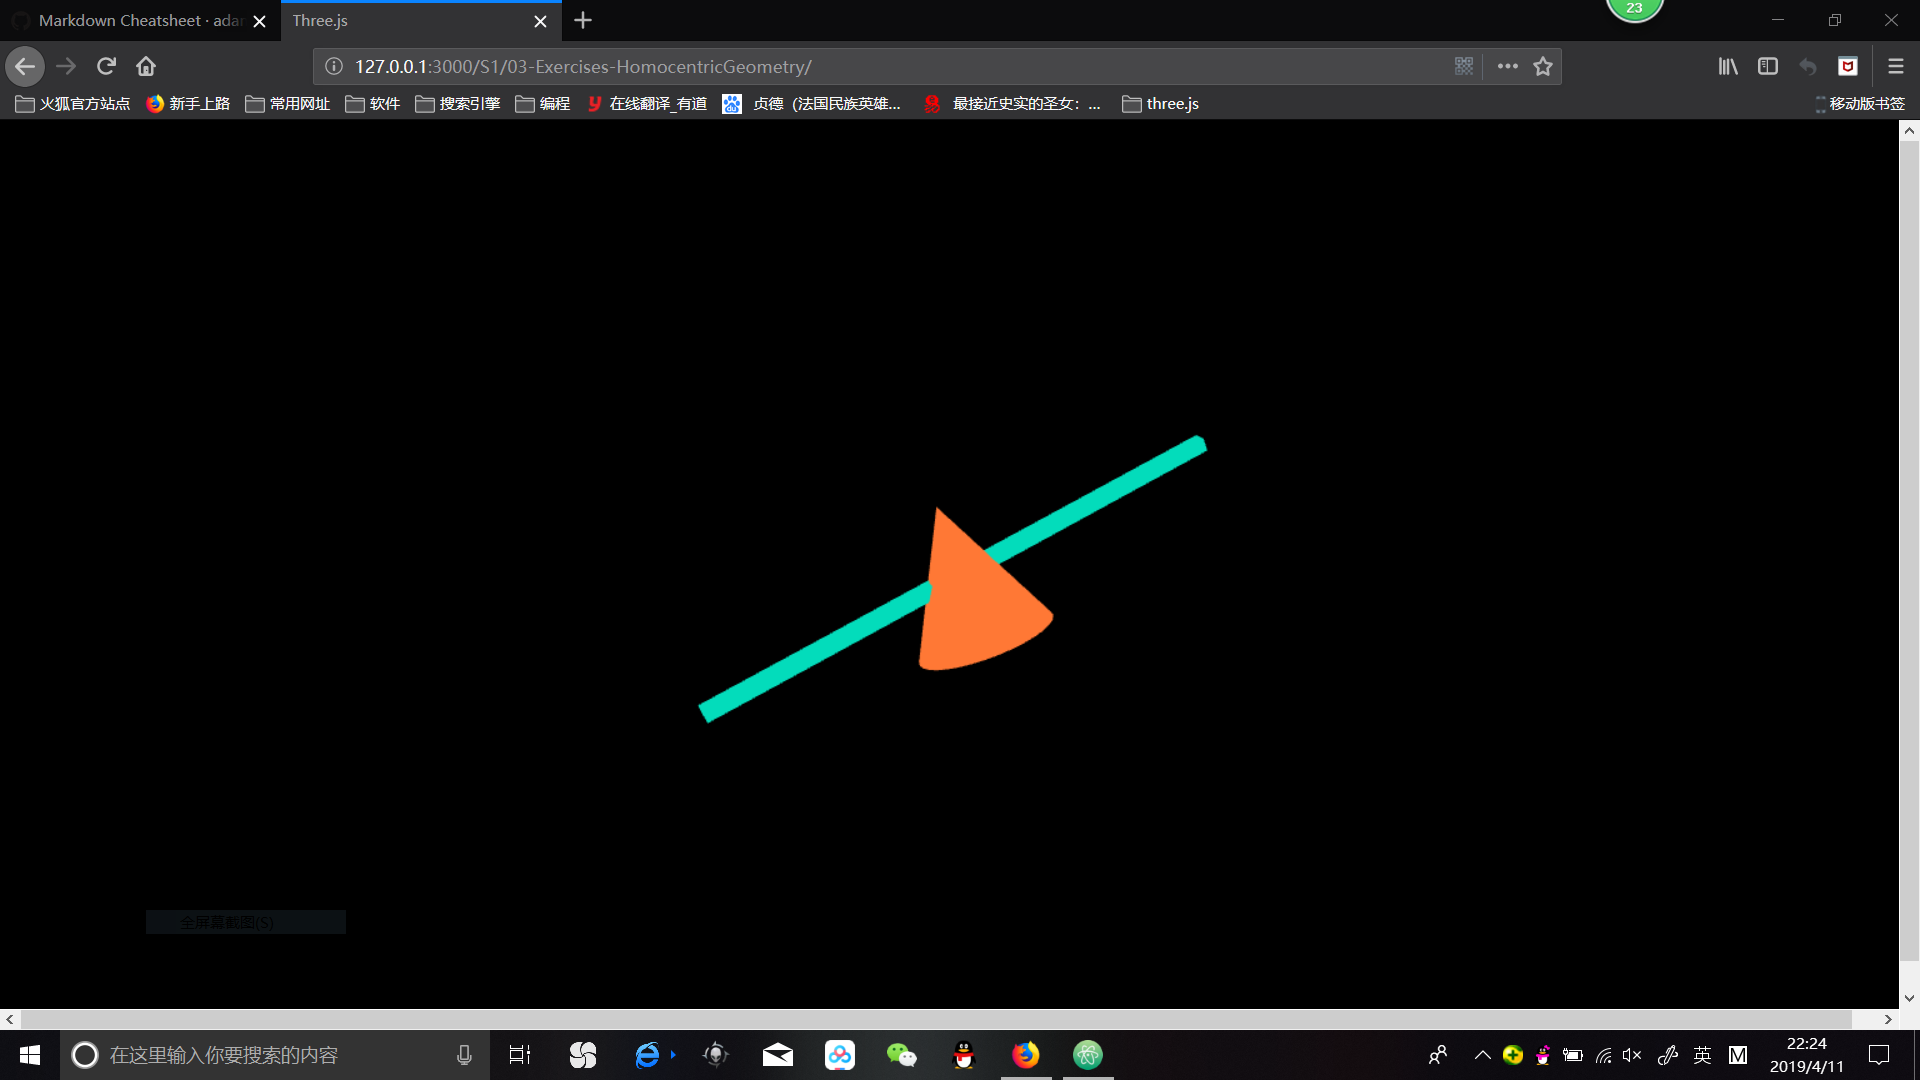 Markdown Cheatsheet · adar
Three.js
23
127.0.0.1:3000/S1/03-Exercises-HomocentricGeometry/
火狐官方站点
新手上路
常用网址
软件
搜索引擎
编程
在线翻译_有道
贞德（法国民族英雄...
最接近史实的圣女：...
three.js
移动版书签
全屏幕截图(S)
在这里输入你要搜索的内容
英
M
22:24
2019/4/11